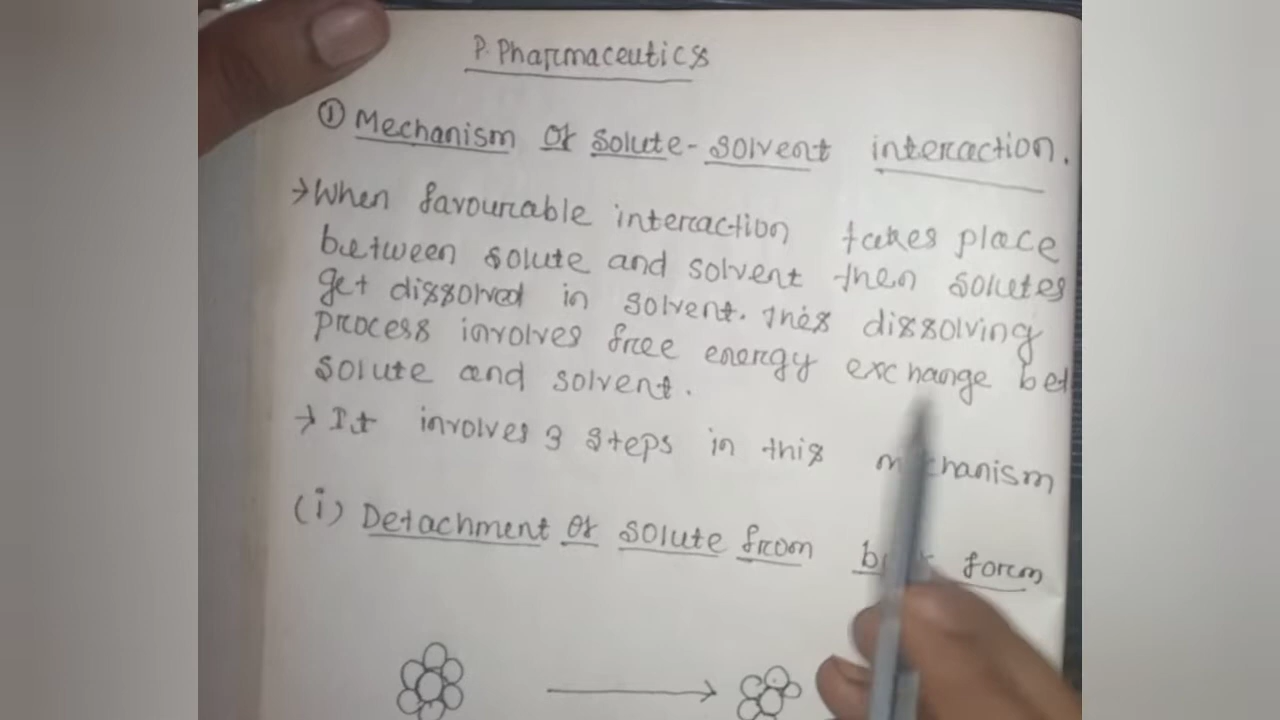 P. Pharmaceutics
① Mechanism of solute-solvent interaction.
→ When favourable interaction takes place
between solute and solvent then solutes
get dissolved in solvent. This dissolving
process involves free energy exchange bet
solute and solvent.
→ It involves 3 steps in this mechanism
(i) Detachment of solute from form